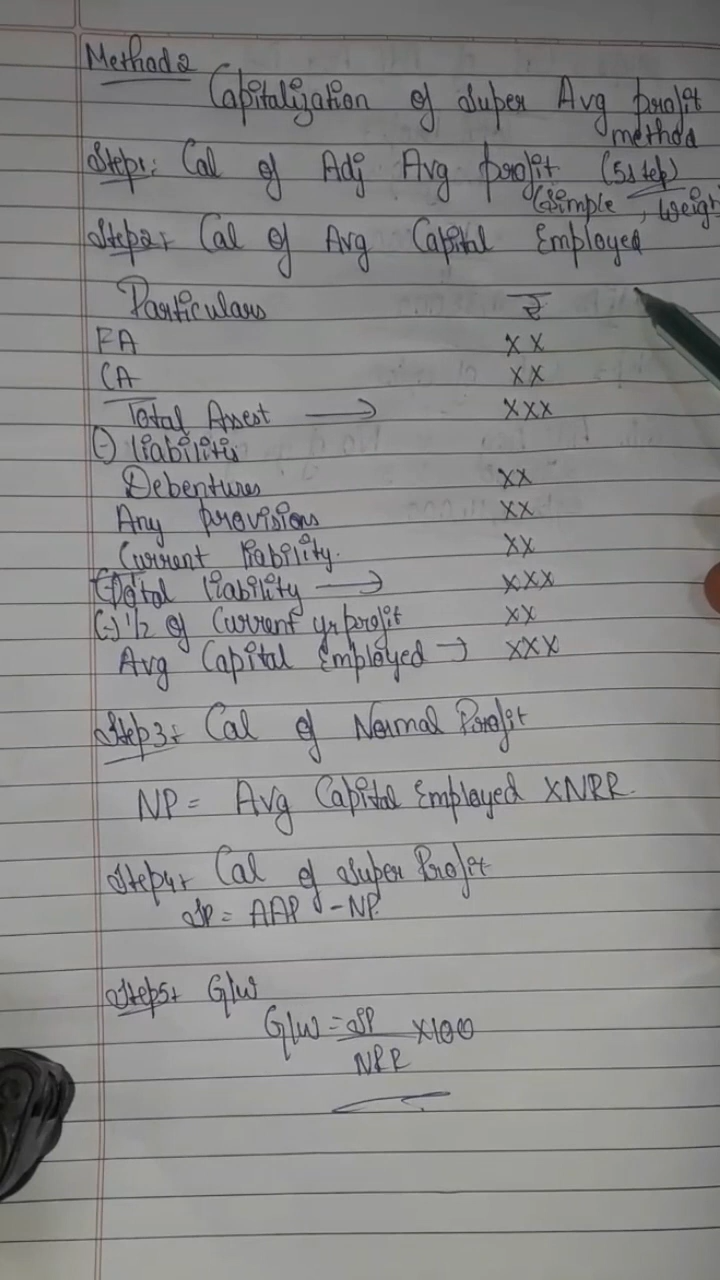 Method 2
Capitalization of Super Avg profit method
Step1: Cal of Adj Avg profit (5 step)
(Simple, Weigh
Step2: Cal of Avg Capital Employed
Particulars ₹
FA XX
CA XX
Total Assest → XXX
(-) liabilitis
Debentures XX
Any provisions XX
Current liability. XX
Total liability → XXX
(-) 1/2 of Current yr profit XX
Avg Capital Employed → XXX
Step3: Cal of Normal Profit
NP = Avg Capital Employed X NRR.
Step4: Cal of Super Profit
SP = AAP - NP.
Step5: G/w
G/w = SP
NRR
X100